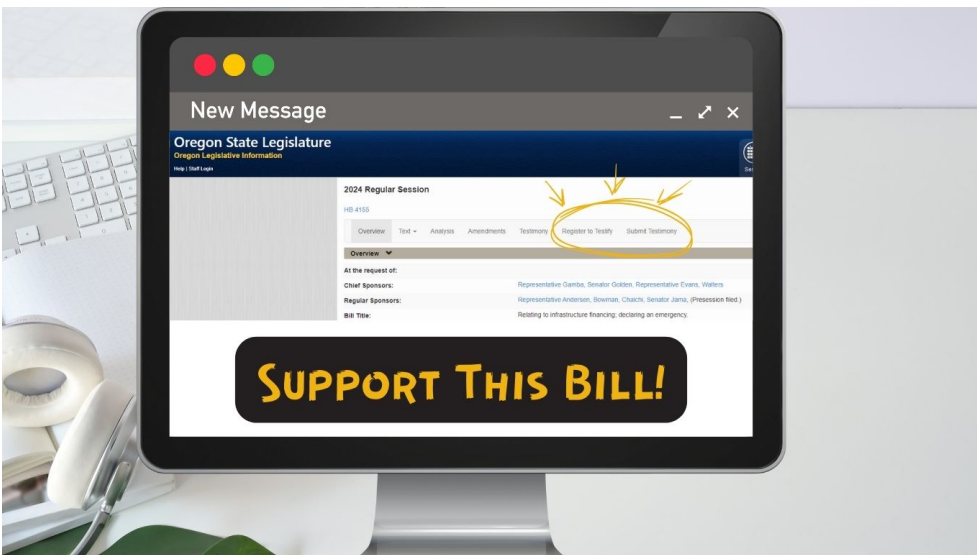 New Message
Oregon State Legislature
Oregon Legislative Information
Help | Staff Login
2024 Regular Session
HB 4155
Overview Text Analysis Amendments Testimony Register to Testify Submit Testimony
Overview
At the request of:
Chief Sponsors: Representative Gamba, Senator Golden, Representative Evans, Walters
Regular Sponsors: Representative Andersen, Bowman, Chaichi, Senator Jama, (Presession filed.)
Bill Title: Relating to infrastructure financing; declaring an emergency.
SUPPORT THIS BILL!